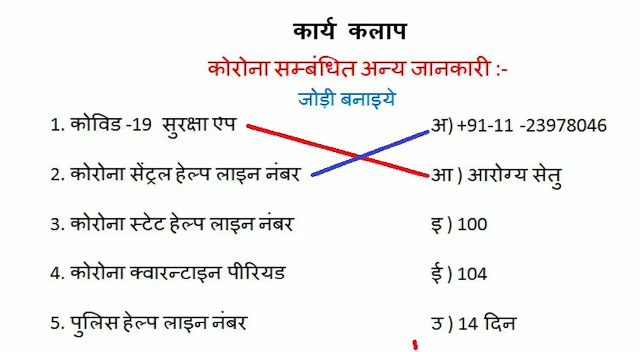 कार्य कलाप
कोरोना सम्बंधित अन्य जानकारी :-
जोड़ी बनाइये
1. कोविड -19 सुरक्षा ऐप अ) +91-11 -23978046
2. कोरोना सेंट्रल हेल्प लाइन नंबर आ ) आरोग्य सेतु
3. कोरोना स्टेट हेल्प लाइन नंबर इ ) 100
4. कोरोना क्वारन्टाइन पीरियड ई ) 104
5. पुलिस हेल्प लाइन नंबर उ ) 14 दिन